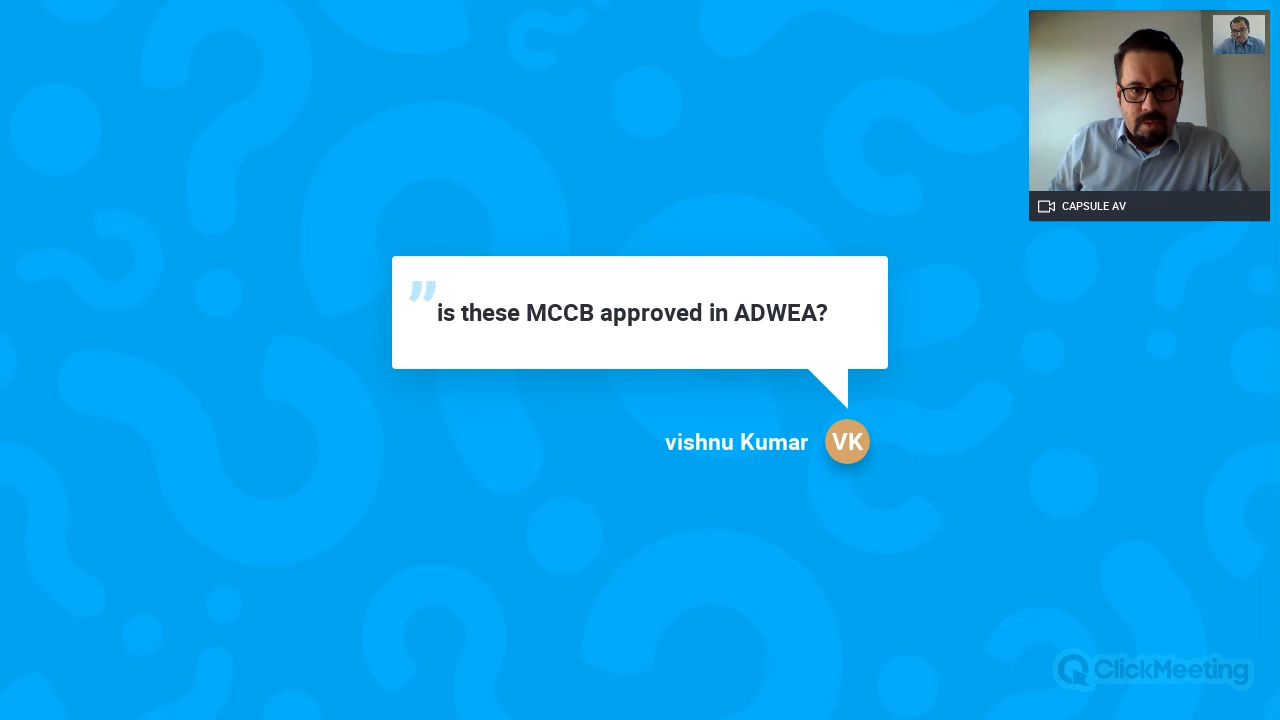 CAPSULE AV
" is these MCCB approved in ADWEA?
vishnu Kumar VK
ClickMeeting